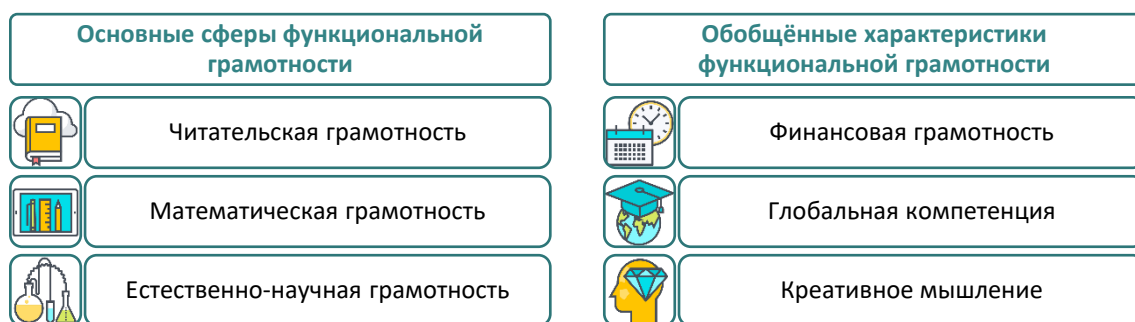 Основные сферы функциональной
грамотности
Читательская грамотность
Математическая грамотность
Естественно-научная грамотность
Обобщённые характеристики
функциональной грамотности
Финансовая грамотность
Глобальная компетенция
Креативное мышление